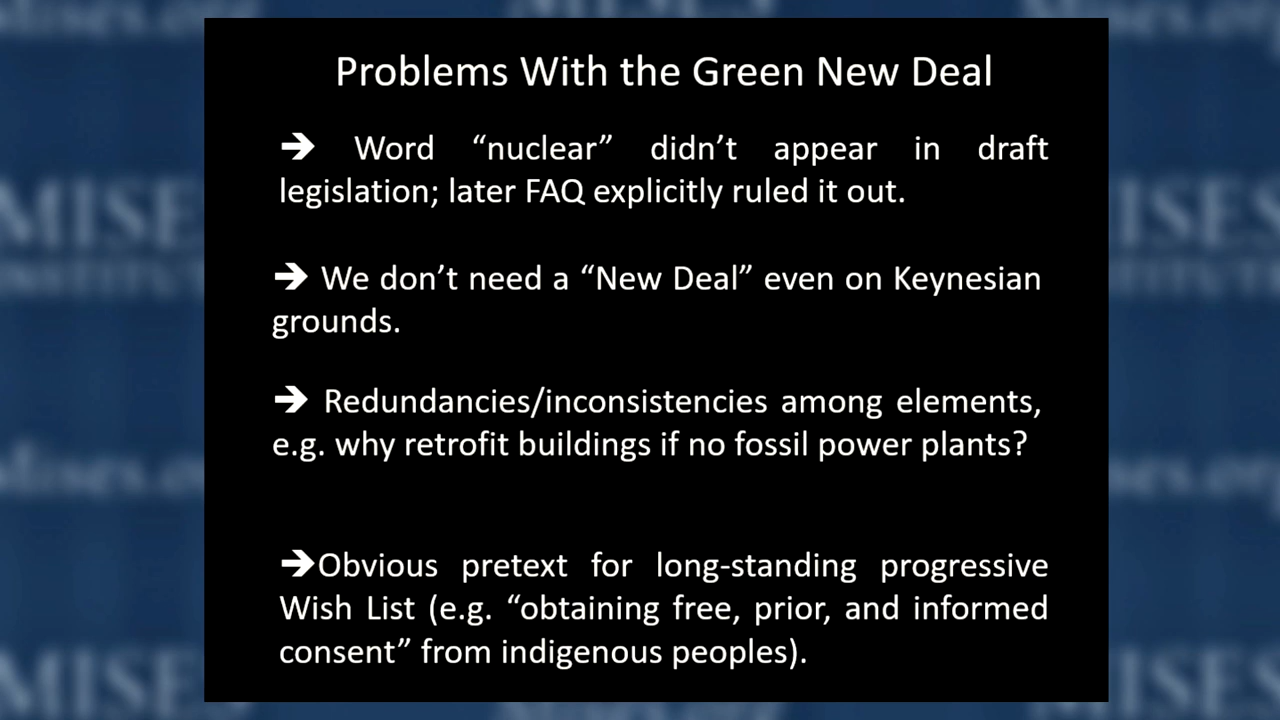 Problems With the Green New Deal
➔ Word “nuclear” didn’t appear in draft
legislation; later FAQ explicitly ruled it out.
➔ We don’t need a “New Deal” even on Keynesian
grounds.
➔ Redundancies/inconsistencies among elements,
e.g. why retrofit buildings if no fossil power plants?
➔Obvious pretext for long-standing progressive
Wish List (e.g. “obtaining free, prior, and informed
consent” from indigenous peoples).